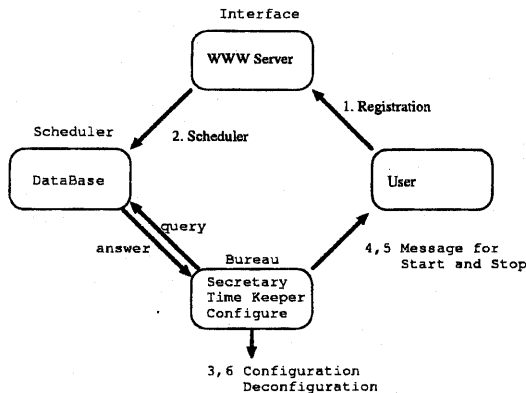 Interface
WWW Server
1. Registration
2. Scheduler
Scheduler
DataBase
User
query
answer
4,5 Message for
Start and Stop
Bureau
Secretary
Time Keeper
Configure
3,6 Configuration
Deconfiguration